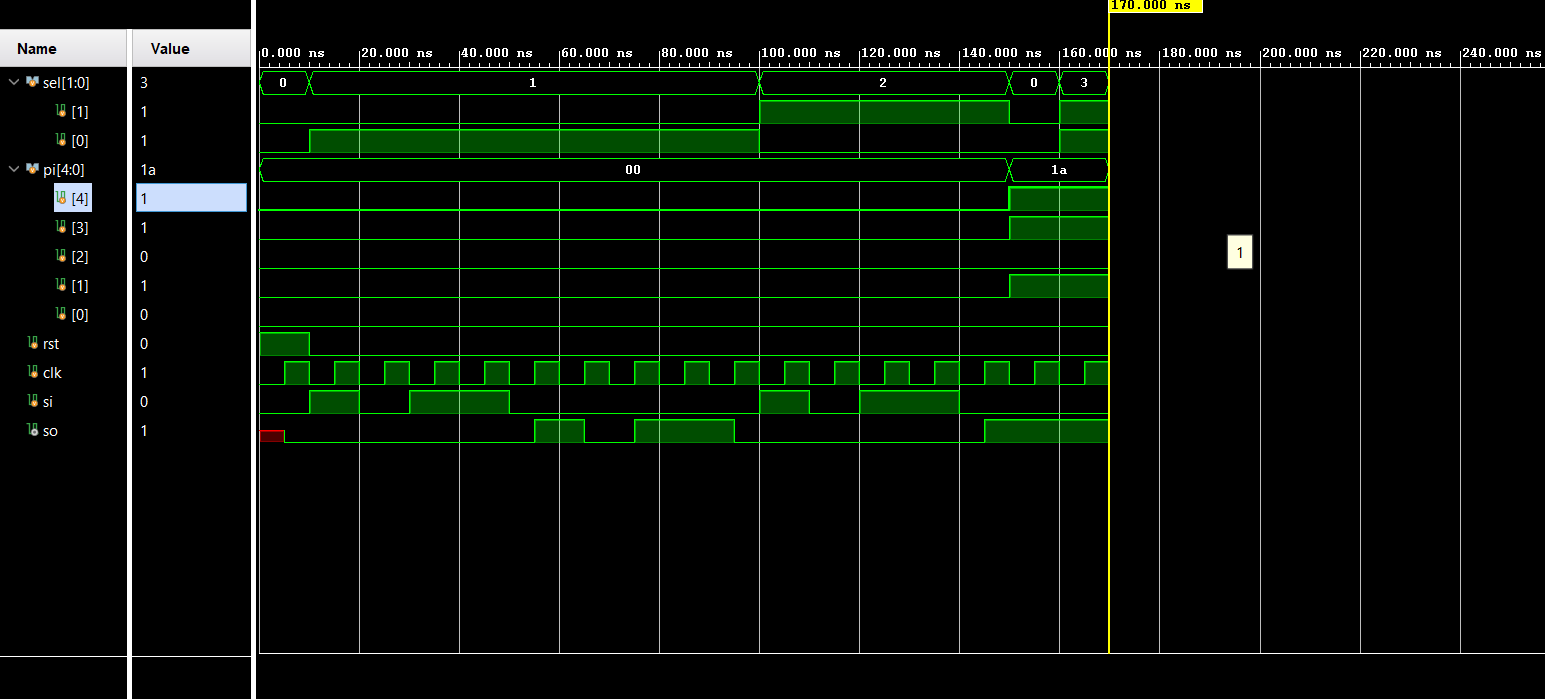 170.000 ns
Name Value
0.000 ns 20.000 ns 40.000 ns 60.000 ns 80.000 ns 100.000 ns 120.000 ns 140.000 ns 160.000 ns 180.000 ns 200.000 ns 220.000 ns 240.000 ns
sel[1:0] 3 0 1 2 0 3
[1] 1
[0] 1
pi[4:0] 1a 00 1a
[4] 1
[3] 1
[2] 0
1
[1] 1
[0] 0
rst 0
clk 1
si 0
so 1